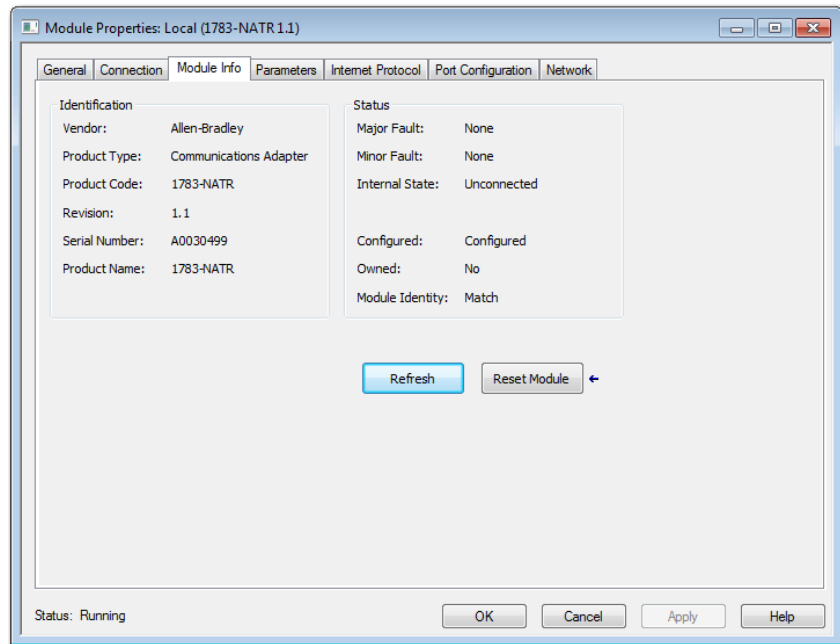 Module Properties: Local (1783-NATR 1.1)
General Connection Module Info Parameters Internet Protocol Port Configuration Network
Identification
Vendor: Allen-Bradley
Product Type: Communications Adapter
Product Code: 1783-NATR
Revision: 1.1
Serial Number: A0030499
Product Name: 1783-NATR
Status
Major Fault: None
Minor Fault: None
Internal State: Unconnected
Configured: Configured
Owned: No
Module Identity: Match
Refresh Reset Module
Status: Running OK Cancel Apply Help